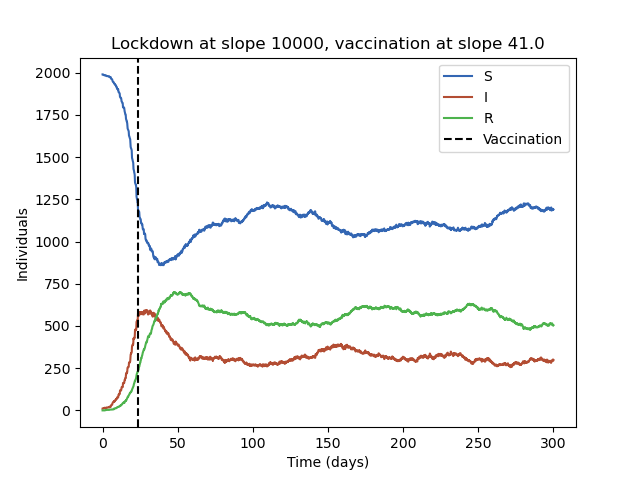 Lockdown at slope 10000, vaccination at slope 41.0
S
I
R
Vaccination
Individuals
2000
1750
1500
1250
1000
750
500
250
0
0 50 100 150 200 250 300
Time (days)